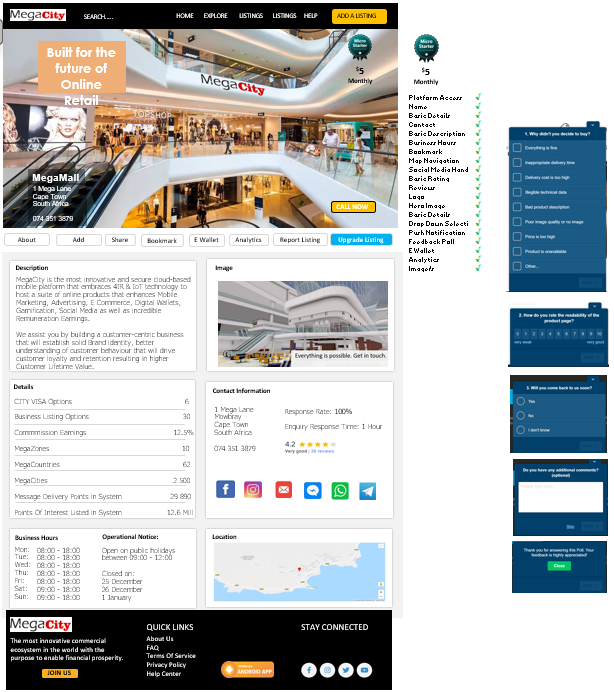 MegaCity
SEARCH.....
HOME
EXPLORE
LISTINGS
LISTINGS
HELP
ADD A LISTING
Built for the
future of
Online
Retail
MegaCity
TOPSHOP
Micro
Starter
$5
Monthly
MegaMall
1 Mega Lane
Cape Town
South Africa
074 351 3879
CALL NOW
About
Add
Share
Bookmark
E Wallet
Analytics
Report Listing
Upgrade Listing
Description
MegaCity is the most innovative and secure cloud-based
mobile platform that embraces 4IR & IoT technology to
host a suite of online products that enhances Mobile
Marketing, Advertising, E Commerce, Digital Wallets,
Gamification, Social Media as well as incredible
Remuneration Earnings.
We assist you by building a customer-centric business
that will establish solid Brand identity, better
understanding of customer behaviour that will drive
customer loyalty and retention resulting in higher
Customer Lifetime Value.
Image
Everything is possible. Get in touch.
Details
CITY VISA Options 6
Business Listing Options 30
Commmission Earnings 12.5%
MegaZones 10
MegaCountries 62
MegaCities 2 500
Message Delivery Points in System 29 890
Points Of Interest Listed in System 12.6 Mill
Contact Information
1 Mega Lane
Mowbray
Cape Town
South Africa
074 351 3879
Response Rate: 100%
Enquiry Response Time: 1 Hour
4.2
Very good | 39 reviews
Business Hours
Mon: 08:00 - 18:00
Tue: 08:00 - 18:00
Wed: 08:00 - 18:00
Thu: 08:00 - 18:00
Fri: 08:00 - 18:00
Sat: 09:00 - 18:00
Sun: 09:00 - 18:00
Operational Notice:
Open on public holidays
between 09:00 - 12:00
Closed on:
25 December
26 December
1 January
Location
MegaCity
The most innovative commercial
ecosystem in the world with the
purpose to enable financial prosperity.
JOIN US
QUICK LINKS
About Us
FAQ
Terms Of Service
Privacy Policy
Help Center
ANDROID APP
STAY CONNECTED
Micro
Starter
$5
Monthly
Platform Access
Name
Basic Details
Contact
Basic Description
Business Hours
Bookmark
Map Navigation
Social Media Hand
Basic Rating
Reviews
Logo
Hero Image
Basic Details
Drop Down Selecti
Push Notification
Feedback Poll
E Wallet
Analytics
Images
1. Why didn't you decide to buy?
Everything is fine
Inappropriate delivery time
Delivery cost is too high
Illegible technical data
Bad product description
Poor image quality or no image
Price is too high
Product is unavailable
Other...
2. How do you rate the readability of the
product page?
0 1 2 3 4 5 6 7 8 9 10
very weak
very good
3. Will you come back to us soon?
Yes
No
I don't know
Do you have any additional comments?
(optional)
Skip
Thank you for answering this Poll. Your
feedback is highly appreciated!
Close